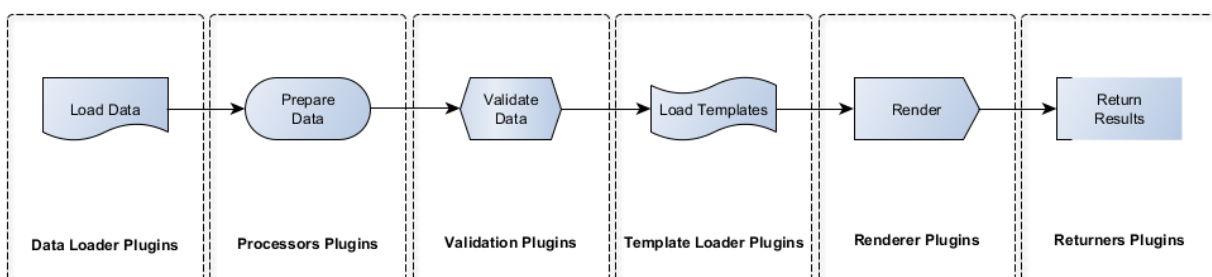 Load Data
Prepare
Data
Validate
Data
Load Templates
Render
Return
Results
Data Loader Plugins
Processors Plugins
Validation Plugins
Template Loader Plugins
Renderer Plugins
Returners Plugins